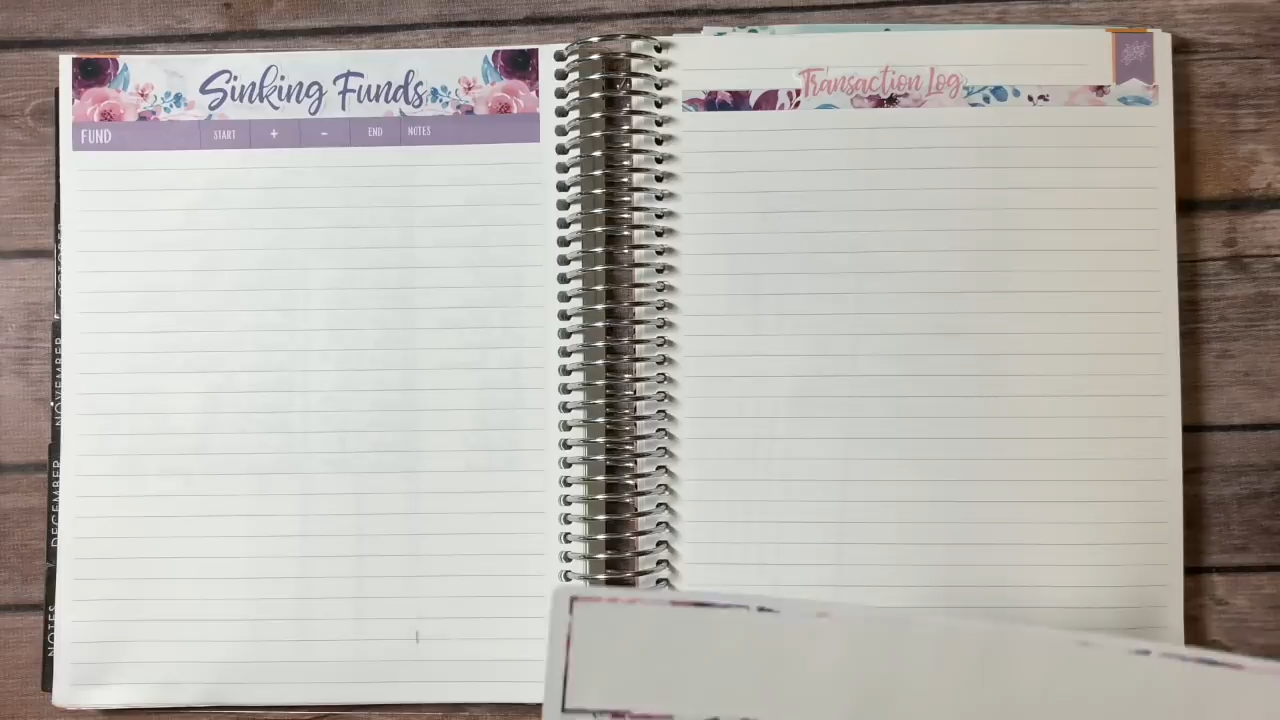 Sinking Funds
FUND START + - END NOTES
Transaction Log
OCTOBER
NOVEMBER
DECEMBER
NOTES